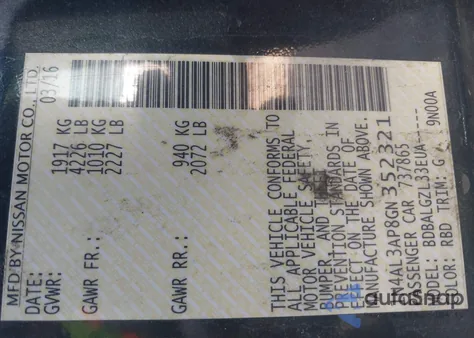 MFD BY NISSAN MOTOR CO., LTD.
DATE: 03/16
GVWR: 1917 KG
4226 LB
GAWR FR.: 1010 KG
2227 LB
GAWR RR.: 940 KG
2072 LB
THIS VEHICLE CONFORMS TO
ALL APPLICABLE FEDERAL
MOTOR VEHICLE SAFETY,
BUMPER, AND
PREVENTION STANDARDS IN
EFFECT ON THE DATE OF
MANUFACTURE SHOWN ABOVE.
1N4AL3AP8GN352321
PASSENGER CAR 737865
MODEL: BDBALGZL33EUA-----
COLOR: RBD TRIM: G 9N00A
autoSnap